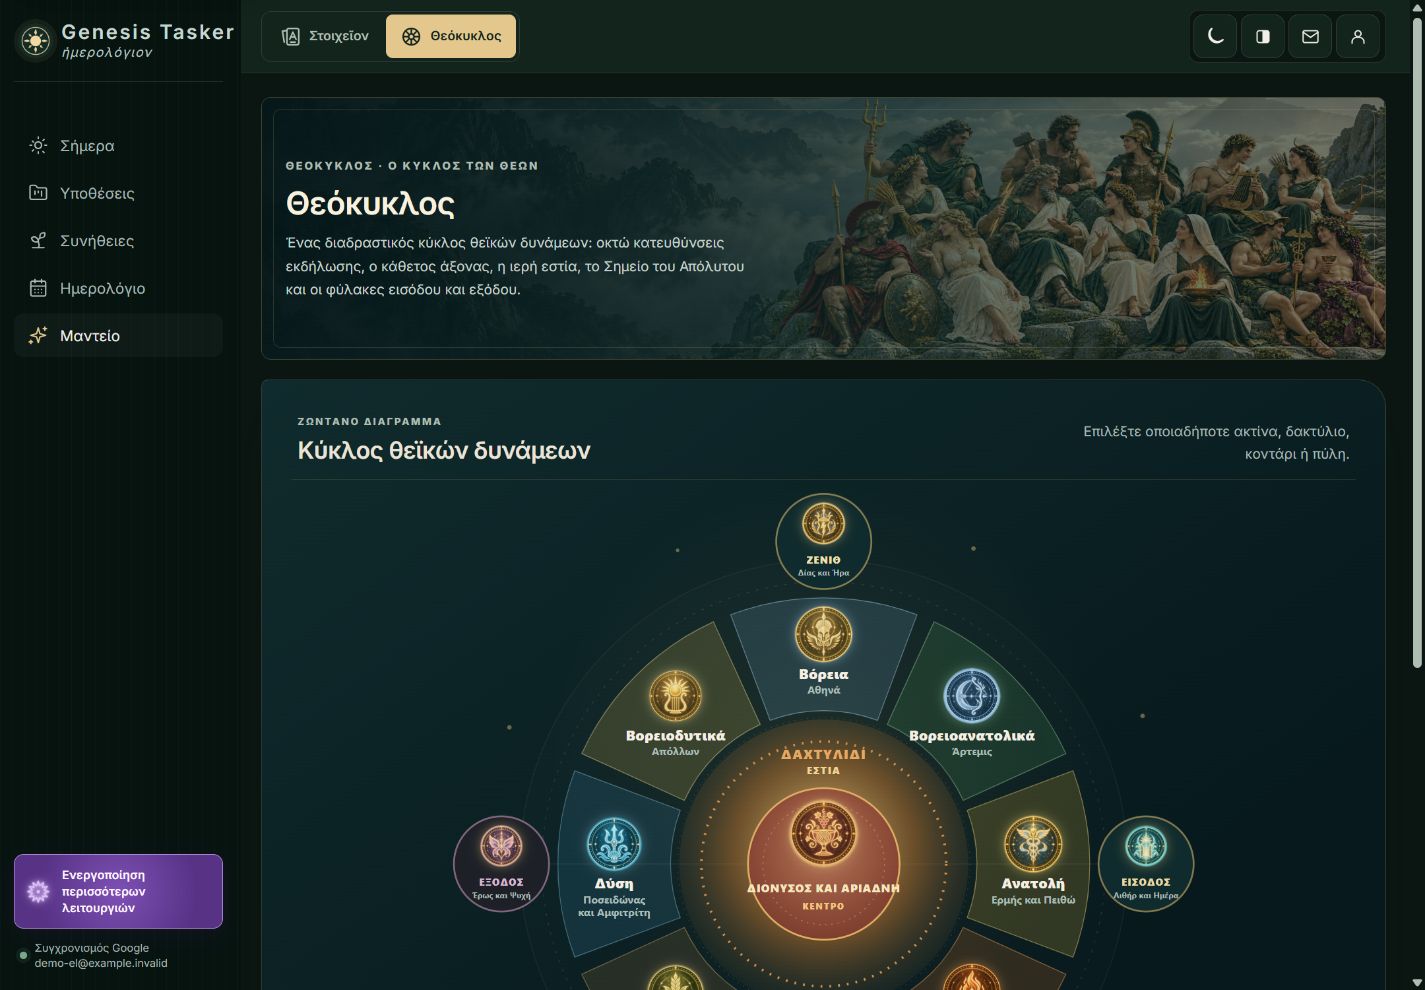 Genesis Tasker
ἡμερολόγιον
Στοιχεῖον
Θεόκυκλος
Σήμερα
Υποθέσεις
Συνήθειες
Ημερολόγιο
Μαντείο
ΘΕΟΚΥΚΛΟΣ · Ο ΚΥΚΛΟΣ ΤΩΝ ΘΕΩΝ
Θεόκυκλος
Ένας διαδραστικός κύκλος θεϊκών δυνάμεων: οκτώ κατευθύνσεις
εκδήλωσης, ο κάθετος άξονας, η ιερή εστία, το Σημείο του Απόλυτου
και οι φύλακες εισόδου και εξόδου.
ΖΩΝΤΑΝΟ ΔΙΑΓΡΑΜΜΑ
Κύκλος θεϊκών δυνάμεων
Επιλέξτε οποιαδήποτε ακτίνα, δακτύλιο,
κοντάρι ή πύλη.
ΖΕΝΙΘ
Δίας και Ήρα
Βόρεια
Αθηνά
Βορειοδυτικά
Απόλλων
Βορειοανατολικά
Άρτεμις
ΔΑΧΤΥΛΙΔΙ
ΕΣΤΙΑ
ΕΞΟΔΟΣ
Έρως και Ψυχή
Δύση
Ποσειδώνας
και Αμφιτρίτη
ΔΙΟΝΥΣΟΣ ΚΑΙ ΑΡΙΑΔΝΗ
ΚΕΝΤΡΟ
Ανατολή
Ερμής και Πειθώ
ΕΙΣΟΔΟΣ
Αιθήρ και Ημέρα
Ενεργοποίηση
περισσότερων
λειτουργιών
Συγχρονισμός Google
demo-el@example.invalid